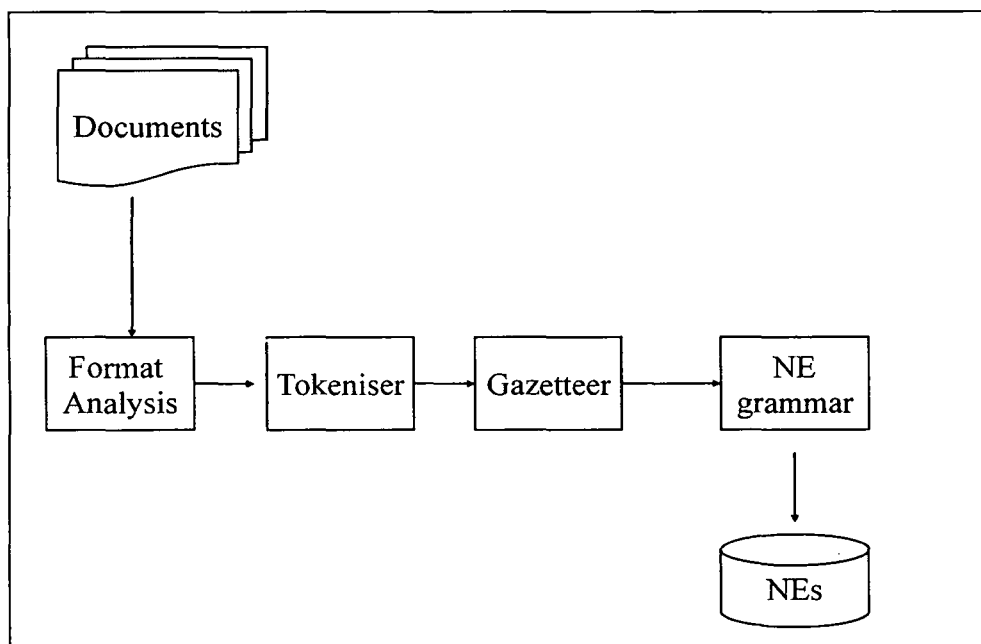 Documents
Format
Analysis
Tokeniser
Gazetteer
NE
grammar
NEs